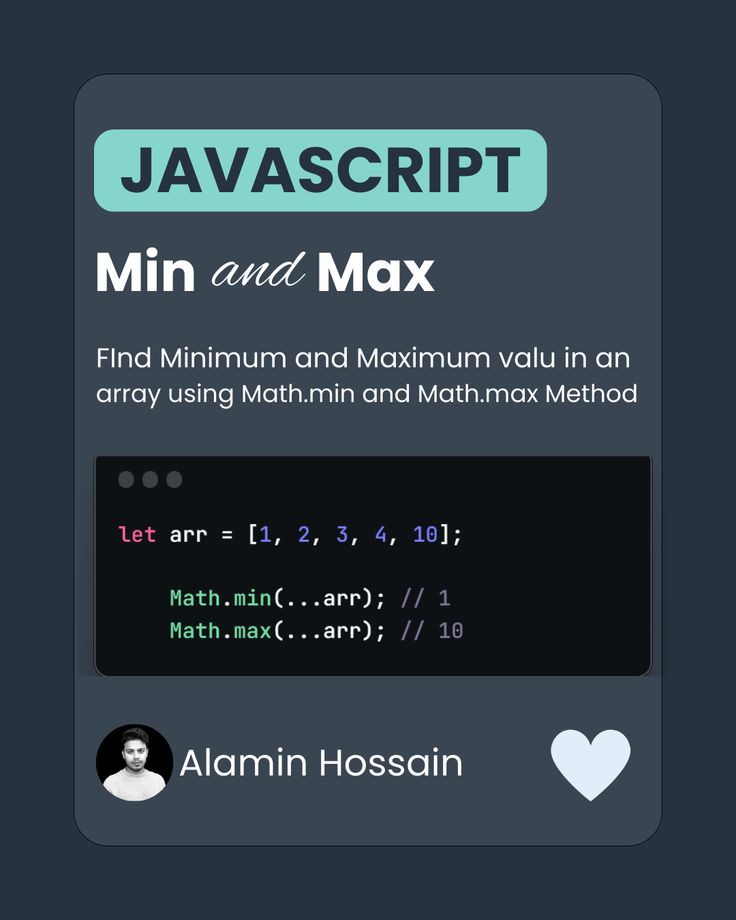 JAVASCRIPT
Min and Max
FInd Minimum and Maximum valu in an
array using Math.min and Math.max Method
let arr = [1, 2, 3, 4, 10];
Math.min(...arr); // 1
Math.max(...arr); // 10
Alamin Hossain